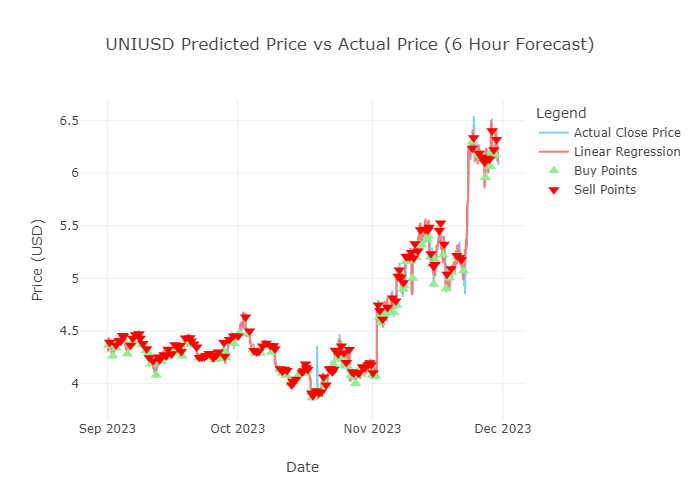 UNIUSD Predicted Price vs Actual Price (6 Hour Forecast)
Legend
Actual Close Price
Linear Regression
Buy Points
Sell Points
Price (USD)
6.5
6
5.5
5
4.5
4
Sep 2023 Oct 2023 Nov 2023 Dec 2023
Date